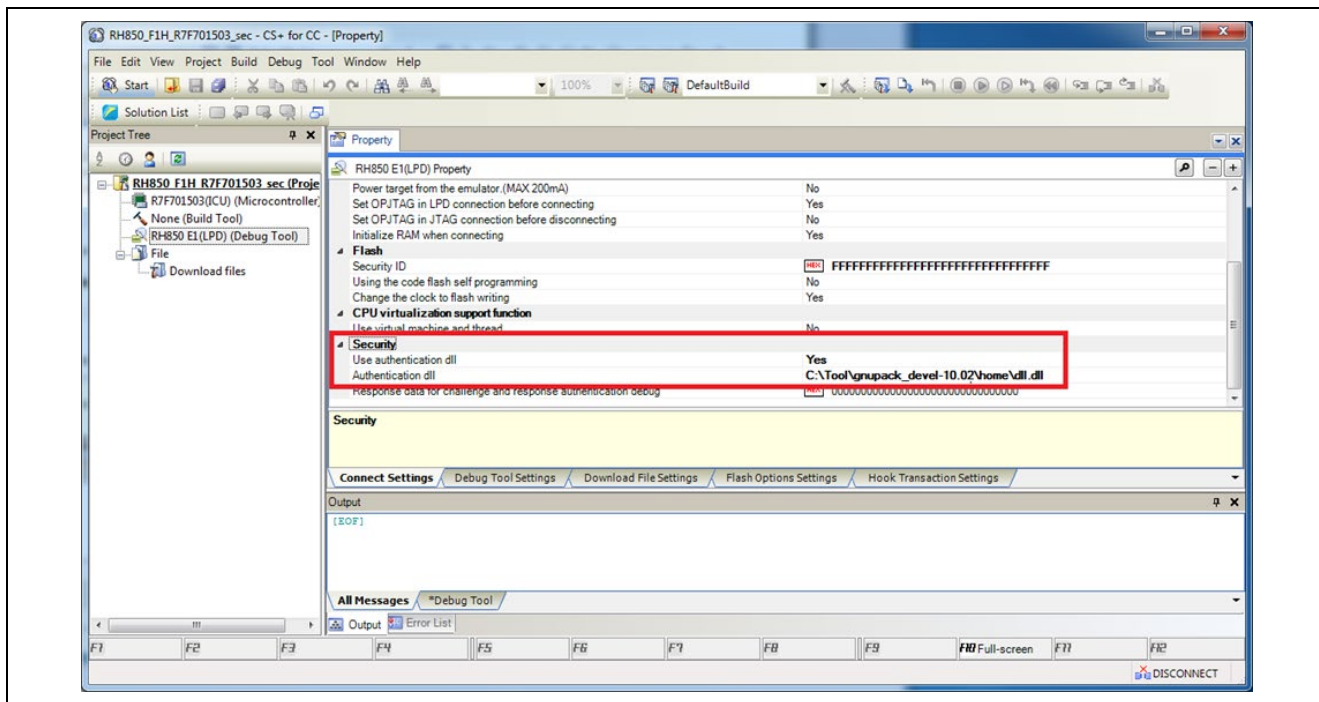 RH850_F1H_R7F701503_sec - CS+ for CC - [Property]
File Edit View Project Build Debug Tool Window Help
Start 100% DefaultBuild
Solution List
Project Tree
Property
RH850 E1(LPD) Property
RH850 F1H R7F701503 sec (Proje
R7F701503(ICU) (Microcontroller)
None (Build Tool)
RH850 E1(LPD) (Debug Tool)
File
Download files
Power target from the emulator.(MAX 200mA) No
Set OPJTAG in LPD connection before connecting Yes
Set OPJTAG in JTAG connection before disconnecting No
Initialize RAM when connecting Yes
Flash
Security ID HEX FFFFFFFFFFFFFFFFFFFFFFFFFFFFFFFF
Using the code flash self programming No
Change the clock to flash writing Yes
CPU virtualization support function
Use virtual machine and thread No
Security
Use authentication dll Yes
Authentication dll C:\Tool\gnupack_devel-10.02\home\dll.dll
Response data for challenge and response authentication debug HEX 00000000000000000000000000000000
Security
Connect Settings Debug Tool Settings Download File Settings Flash Options Settings Hook Transaction Settings
Output
[EOF]
All Messages *Debug Tool
Output Error List
F1 F2 F3 F4 F5 F6 F7 F8 F9 F10 Full-screen F11 F12
DISCONNECT